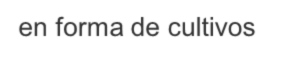 en forma de cultivos